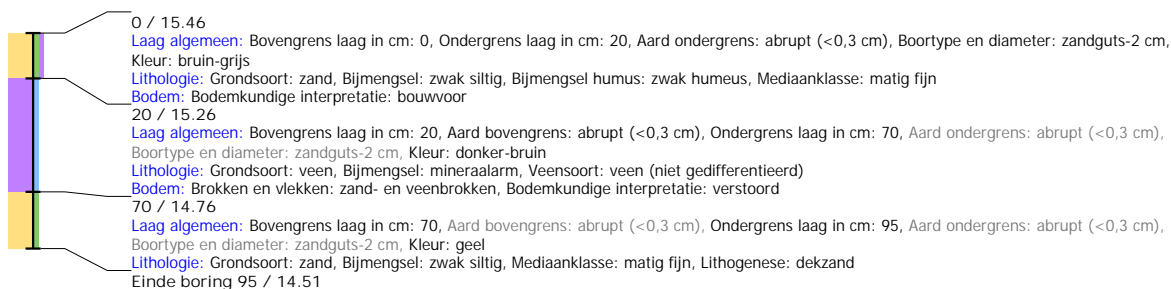 0 / 15.46
Laag algemeen: Bovengrens laag in cm: 0, Ondergrens laag in cm: 20, Aard ondergrens: abrupt (<0,3 cm), Boortype en diameter: zandguts-2 cm,
Kleur: bruin-grijs
Lithologie: Grondsoort: zand, Bijmengsel: zwak siltig, Bijmengsel humus: zwak humeus, Mediaanklasse: matig fijn
Bodem: Bodemkundige interpretatie: bouwvoor
20 / 15.26
Laag algemeen: Bovengrens laag in cm: 20, Aard bovengrens: abrupt (<0,3 cm), Ondergrens laag in cm: 70, Aard ondergrens: abrupt (<0,3 cm),
Boortype en diameter: zandguts-2 cm, Kleur: donker-bruin
Lithologie: Grondsoort: veen, Bijmengsel: mineraalarm, Veensoort: veen (niet gedifferentieerd)
Bodem: Brokken en vlekken: zand- en veenbrokken, Bodemkundige interpretatie: verstoord
70 / 14.76
Laag algemeen: Bovengrens laag in cm: 70, Aard bovengrens: abrupt (<0,3 cm), Ondergrens laag in cm: 95, Aard ondergrens: abrupt (<0,3 cm),
Boortype en diameter: zandguts-2 cm, Kleur: geel
Lithologie: Grondsoort: zand, Bijmengsel: zwak siltig, Mediaanklasse: matig fijn, Lithogenese: dekzand
Einde boring 95 / 14.51